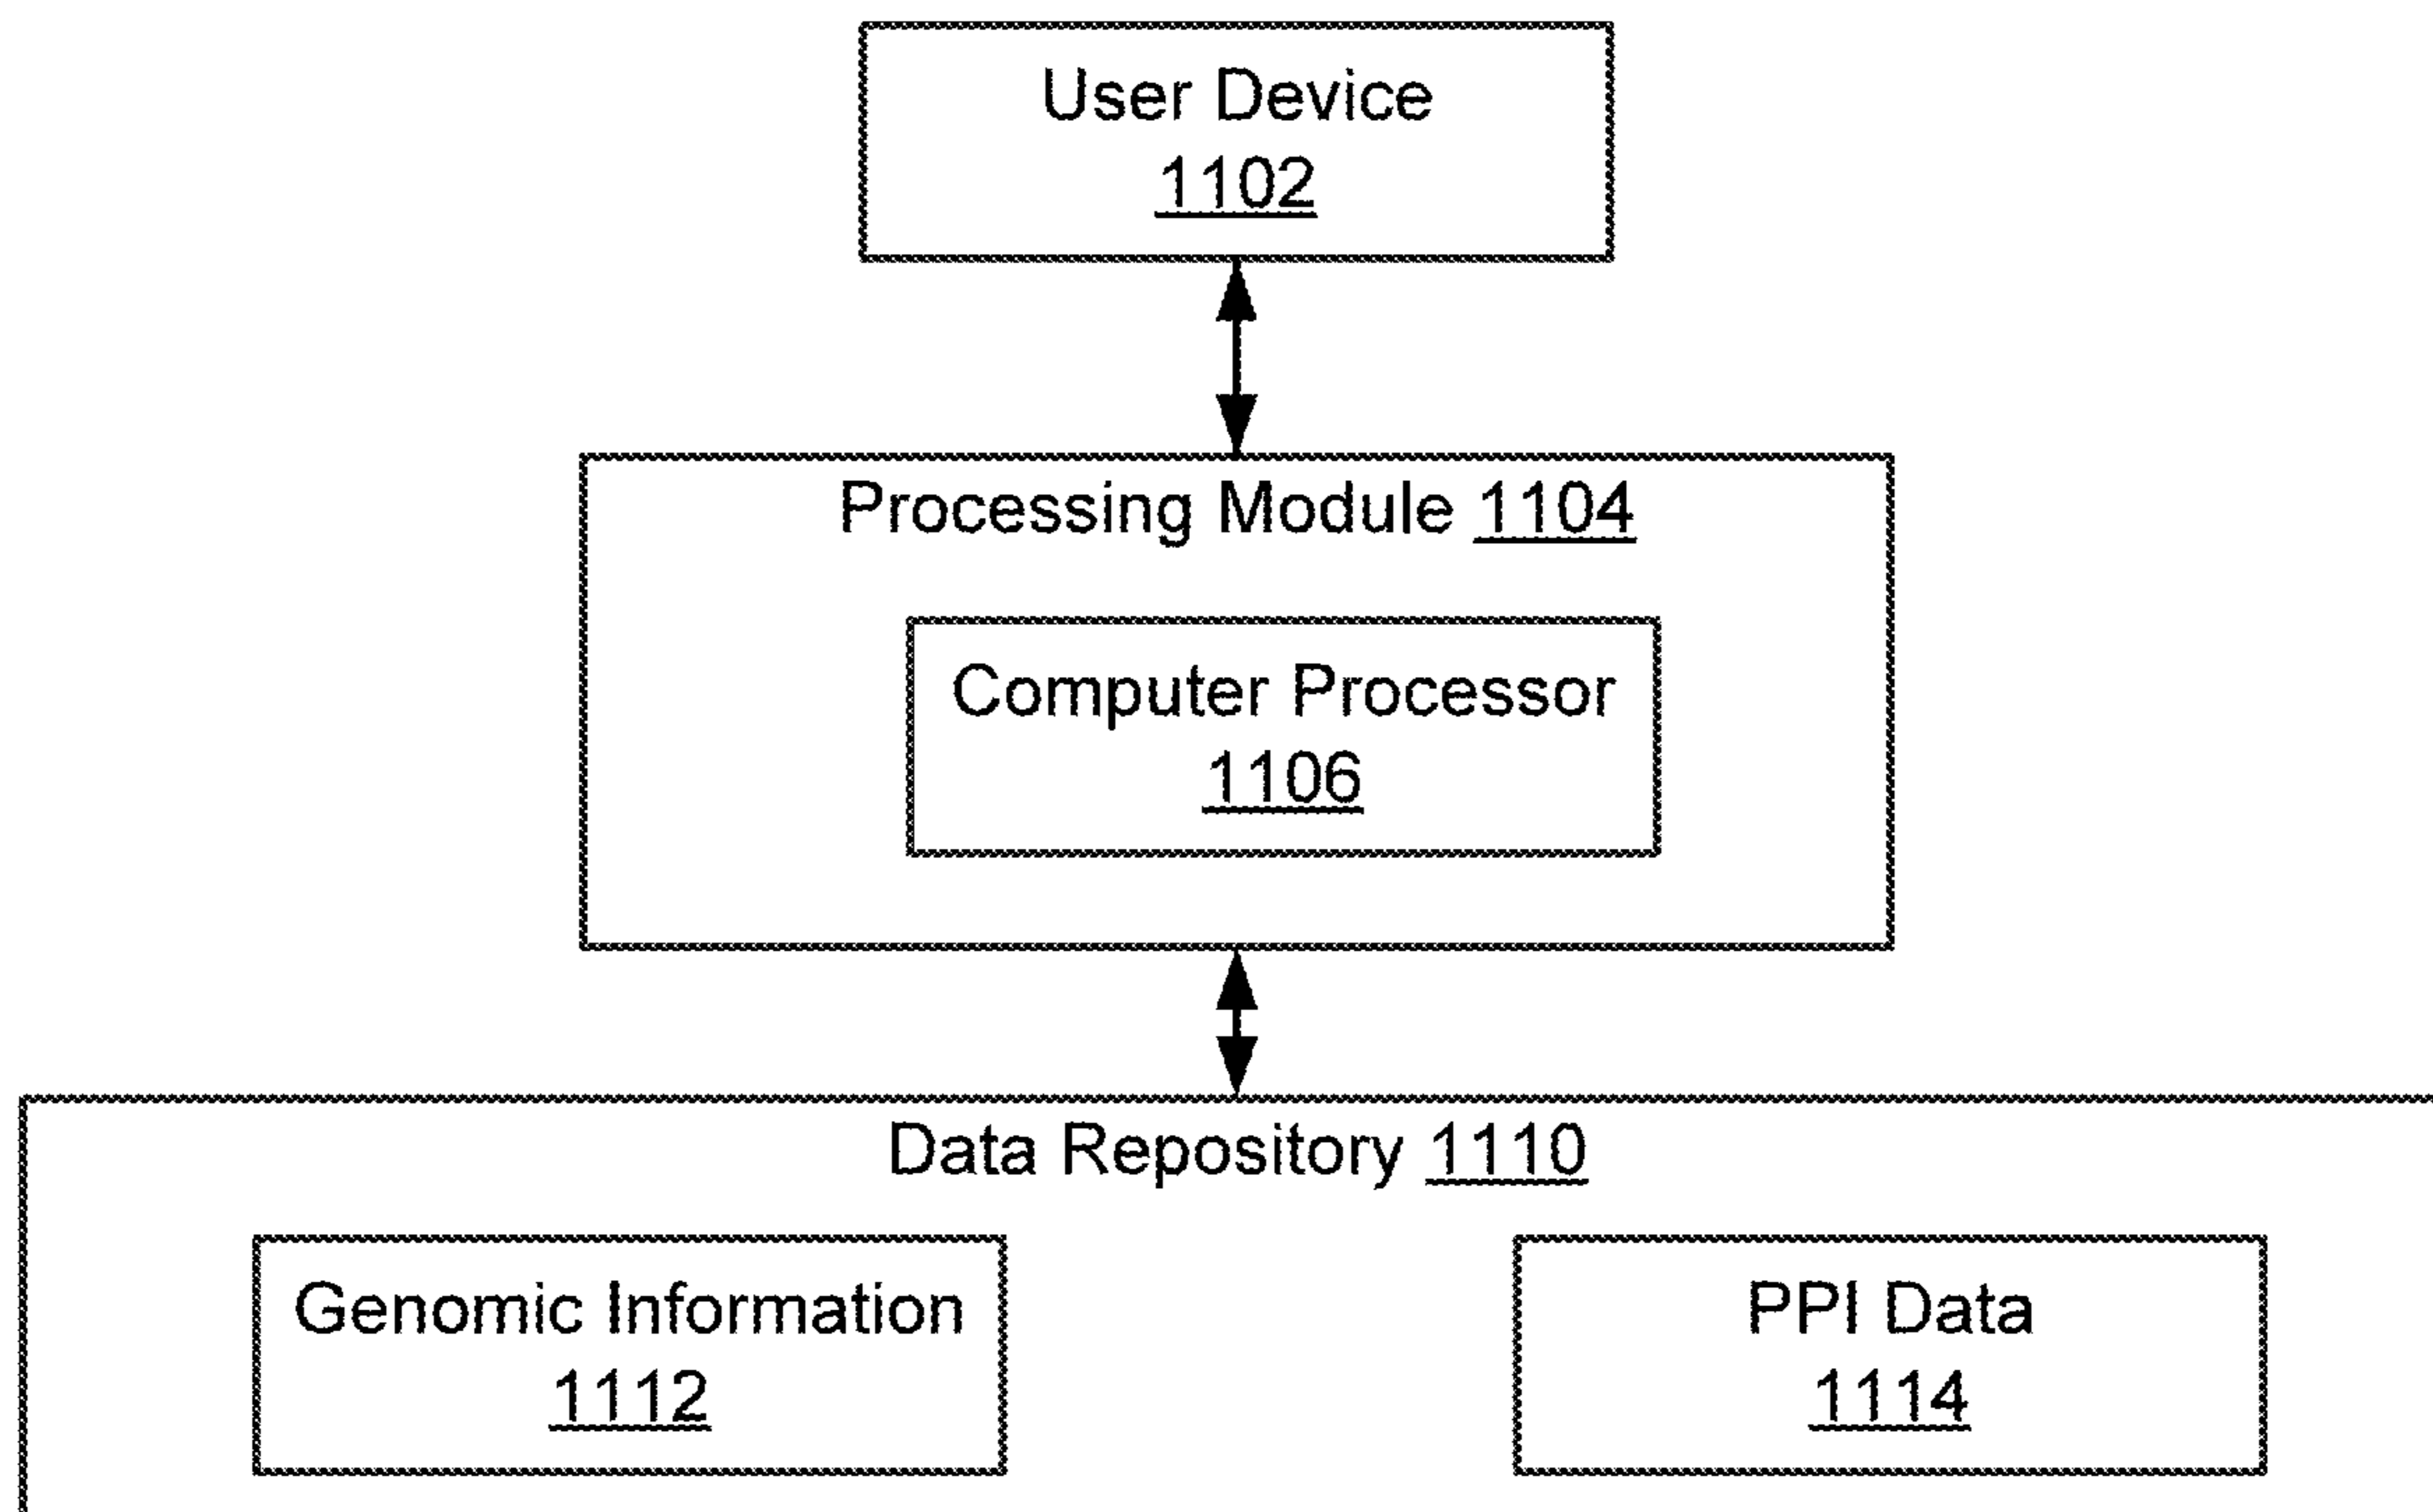 User Device
1102
Processing Module 1104
Computer Processor
1106
Data Repository 1110
Genomic Information
1112
PPI Data
1114